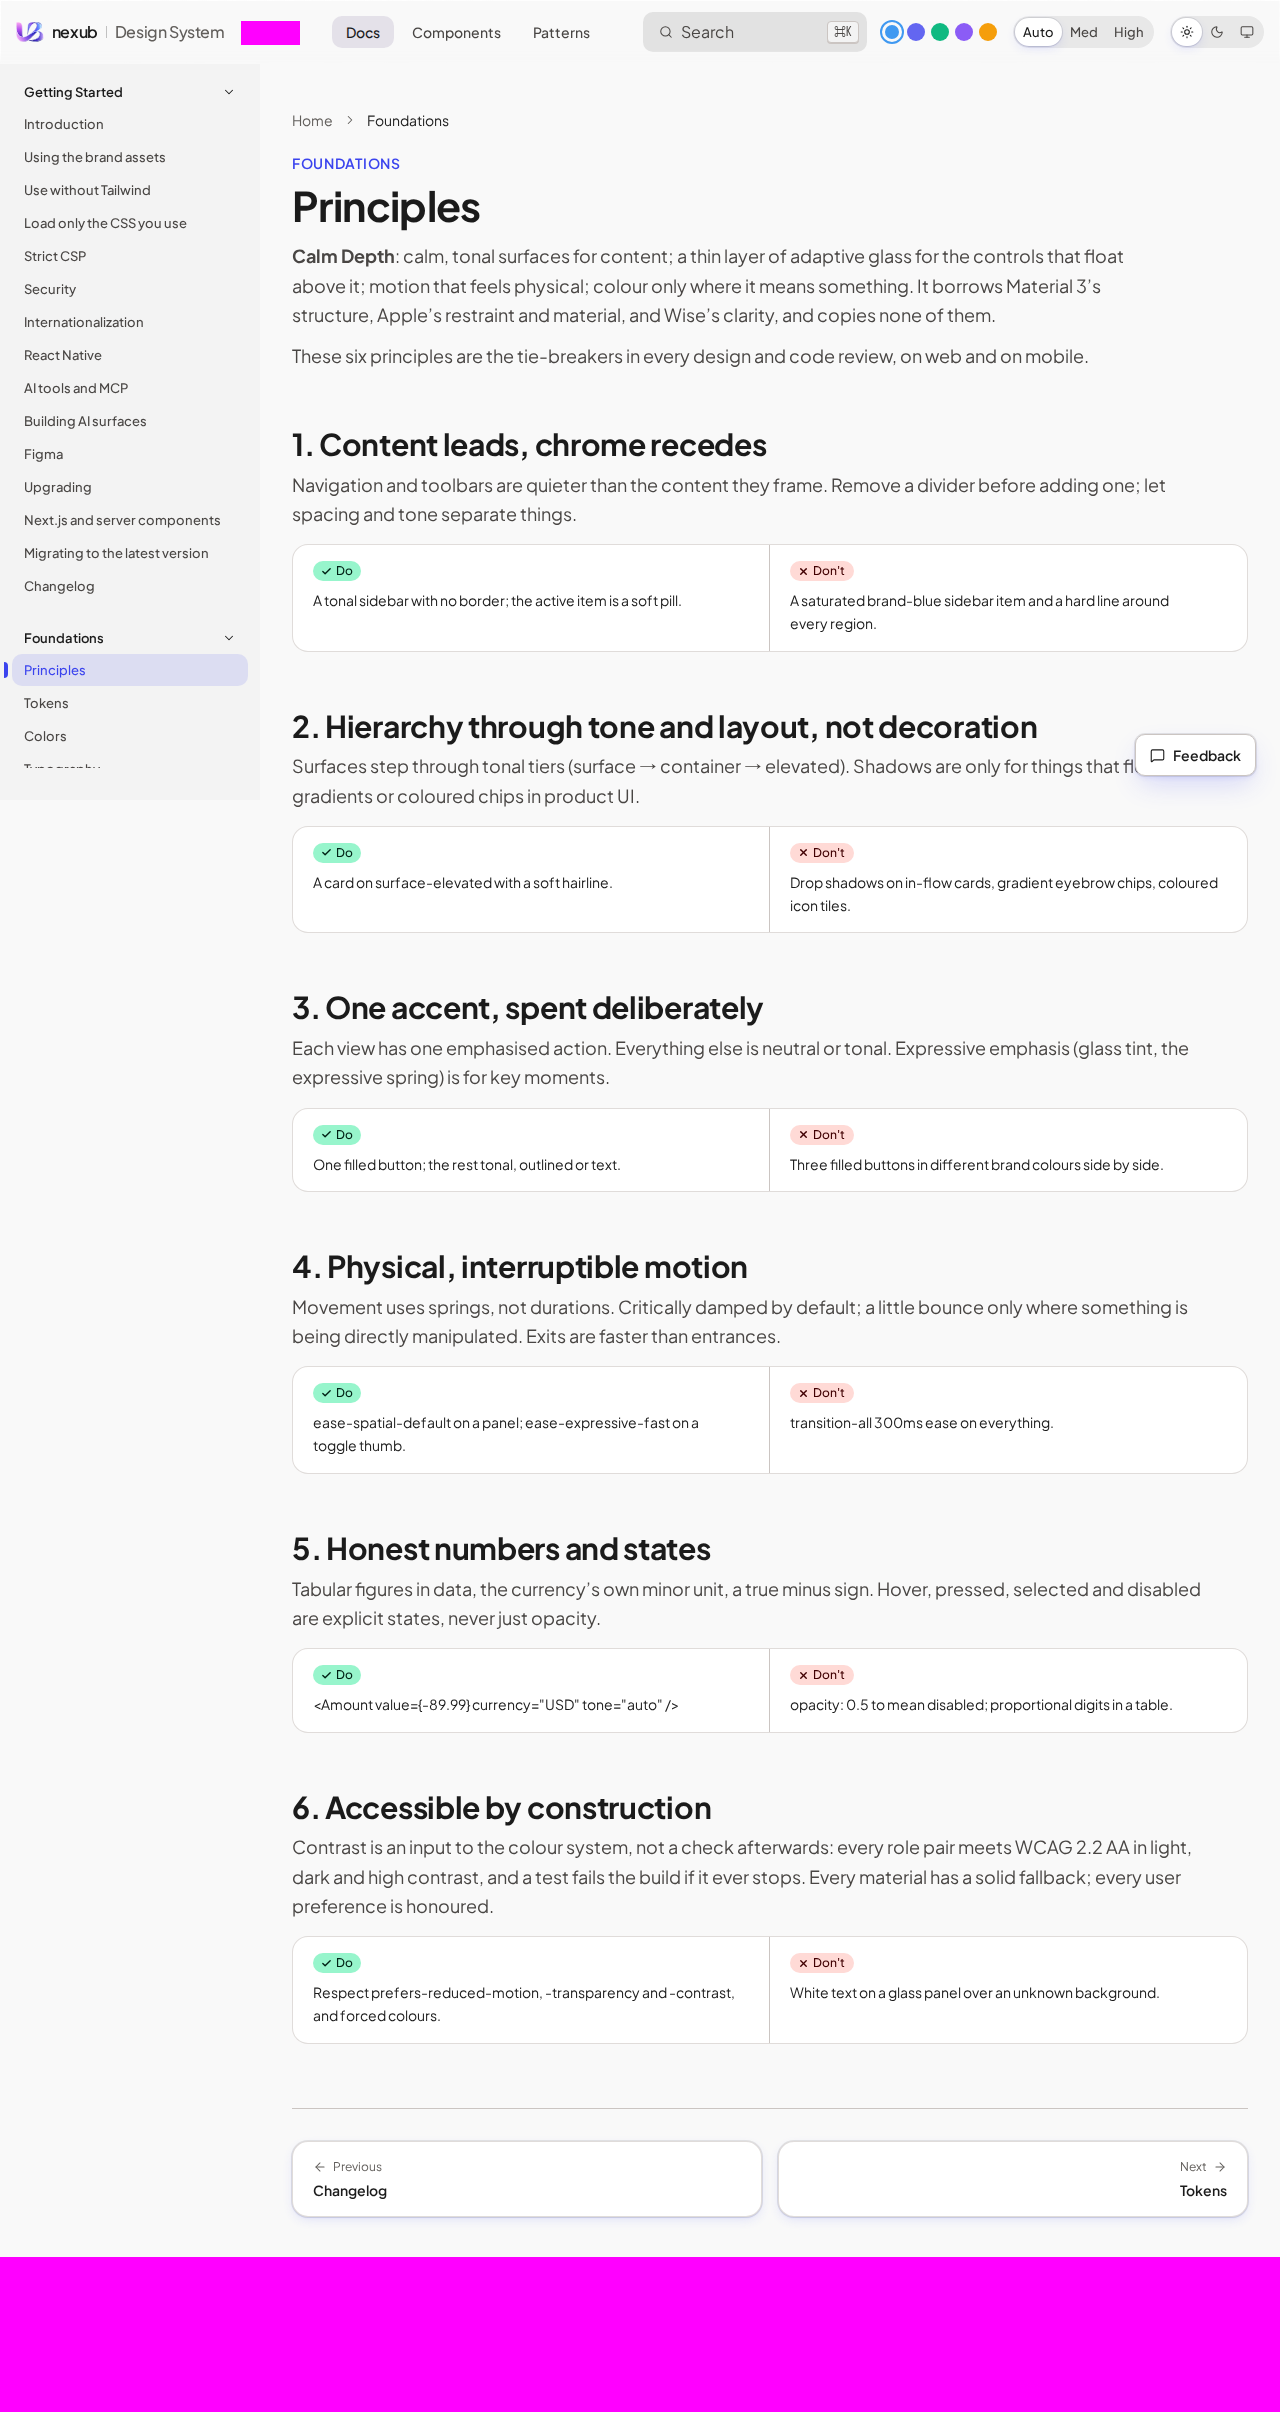 nexub | Design System
Docs
Components
Patterns
Search
⌘K
Auto
Med
High
Getting Started
Introduction
Using the brand assets
Use without Tailwind
Load only the CSS you use
Strict CSP
Security
Internationalization
React Native
AI tools and MCP
Building AI surfaces
Figma
Upgrading
Next.js and server components
Migrating to the latest version
Changelog
Foundations
Principles
Tokens
Colors
Typography
Home > Foundations
FOUNDATIONS
Principles
Calm Depth: calm, tonal surfaces for content; a thin layer of adaptive glass for the controls that float
above it; motion that feels physical; colour only where it means something. It borrows Material 3’s
structure, Apple’s restraint and material, and Wise’s clarity, and copies none of them.
These six principles are the tie-breakers in every design and code review, on web and on mobile.
1. Content leads, chrome recedes
Navigation and toolbars are quieter than the content they frame. Remove a divider before adding one; let
spacing and tone separate things.
Do
A tonal sidebar with no border; the active item is a soft pill.
Don't
A saturated brand-blue sidebar item and a hard line around
every region.
2. Hierarchy through tone and layout, not decoration
Surfaces step through tonal tiers (surface → container → elevated). Shadows are only for things that
gradients or coloured chips in product UI.
Feedback
Do
A card on surface-elevated with a soft hairline.
Don't
Drop shadows on in-flow cards, gradient eyebrow chips, coloured
icon tiles.
3. One accent, spent deliberately
Each view has one emphasised action. Everything else is neutral or tonal. Expressive emphasis (glass tint, the
expressive spring) is for key moments.
Do
One filled button; the rest tonal, outlined or text.
Don't
Three filled buttons in different brand colours side by side.
4. Physical, interruptible motion
Movement uses springs, not durations. Critically damped by default; a little bounce only where something is
being directly manipulated. Exits are faster than entrances.
Do
ease-spatial-default on a panel; ease-expressive-fast on a
toggle thumb.
Don't
transition-all 300ms ease on everything.
5. Honest numbers and states
Tabular figures in data, the currency’s own minor unit, a true minus sign. Hover, pressed, selected and disabled
are explicit states, never just opacity.
Do
<Amount value={-89.99} currency="USD" tone="auto" />
Don't
opacity: 0.5 to mean disabled; proportional digits in a table.
6. Accessible by construction
Contrast is an input to the colour system, not a check afterwards: every role pair meets WCAG 2.2 AA in light,
dark and high contrast, and a test fails the build if it ever stops. Every material has a solid fallback; every user
preference is honoured.
Do
Respect prefers-reduced-motion, -transparency and -contrast,
and forced colours.
Don't
White text on a glass panel over an unknown background.
Previous
Changelog
Next
Tokens